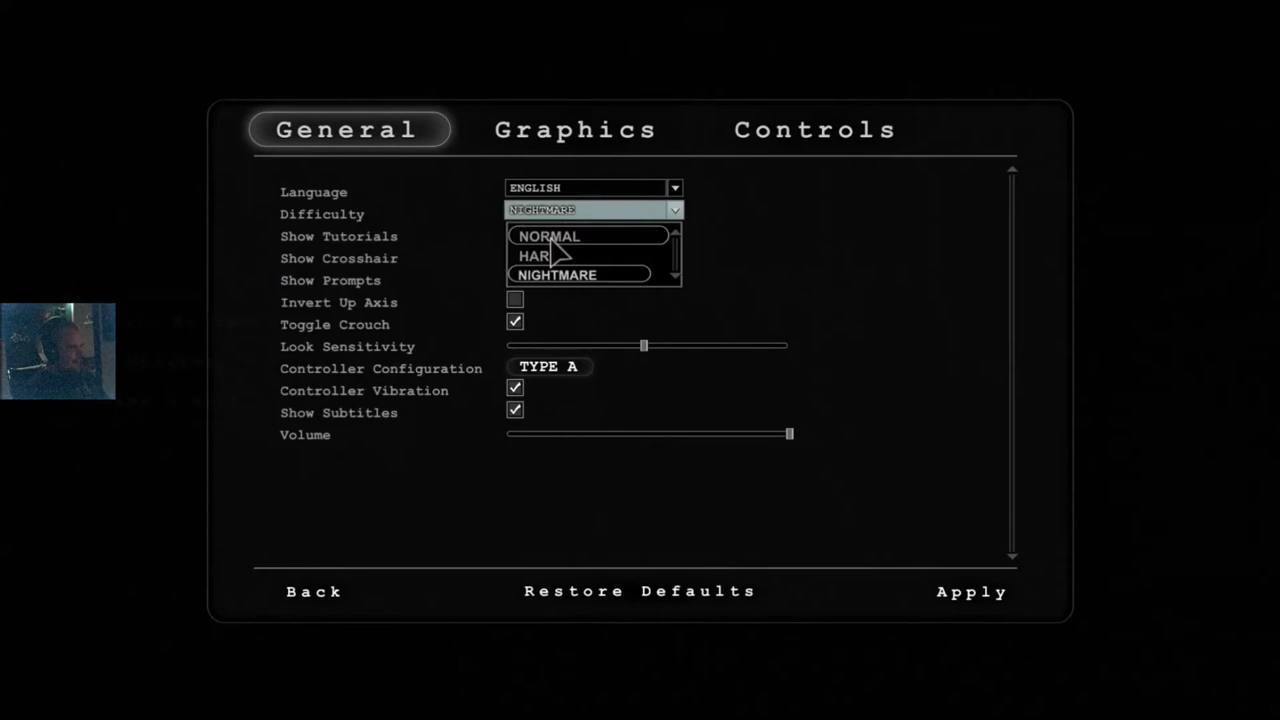 General Graphics Controls
Language ENGLISH
Difficulty NIGHTMARE
Show Tutorials NORMAL
Show Crosshair HAR
Show Prompts NIGHTMARE
Invert Up Axis
Toggle Crouch
Look Sensitivity
Controller Configuration TYPE A
Controller Vibration
Show Subtitles
Volume
Back Restore Defaults Apply